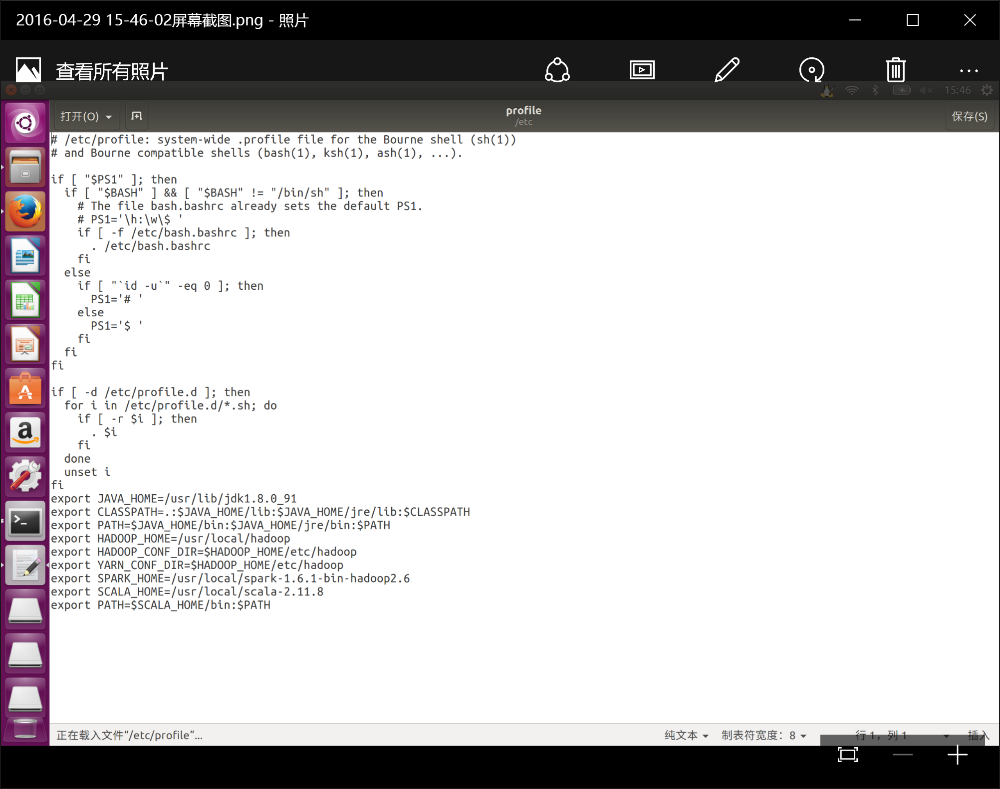 2016-04-29 15-46-02屏幕截图.png - 照片
查看所有照片
15:46
打开(O)
profile
/etc
保存(S)
# /etc/profile: system-wide .profile file for the Bourne shell (sh(1))
# and Bourne compatible shells (bash(1), ksh(1), ash(1), ...).
if [ "$PS1" ]; then
  if [ "$BASH" ] && [ "$BASH" != "/bin/sh" ]; then
    # The file bash.bashrc already sets the default PS1.
    # PS1='\h:\w\$ '
    if [ -f /etc/bash.bashrc ]; then
      . /etc/bash.bashrc
    fi
  else
    if [ "`id -u`" -eq 0 ]; then
      PS1='# '
    else
      PS1='$ '
    fi
  fi
fi
if [ -d /etc/profile.d ]; then
  for i in /etc/profile.d/*.sh; do
    if [ -r $i ]; then
      . $i
    fi
  done
  unset i
fi
export JAVA_HOME=/usr/lib/jdk1.8.0_91
export CLASSPATH=.:$JAVA_HOME/lib:$JAVA_HOME/jre/lib:$CLASSPATH
export PATH=$JAVA_HOME/bin:$JAVA_HOME/jre/bin:$PATH
export HADOOP_HOME=/usr/local/hadoop
export HADOOP_CONF_DIR=$HADOOP_HOME/etc/hadoop
export YARN_CONF_DIR=$HADOOP_HOME/etc/hadoop
export SPARK_HOME=/usr/local/spark-1.6.1-bin-hadoop2.6
export SCALA_HOME=/usr/local/scala-2.11.8
export PATH=$SCALA_HOME/bin:$PATH
正在载入文件“/etc/profile”...
纯文本
制表符宽度：8
行 1，列 1
插入